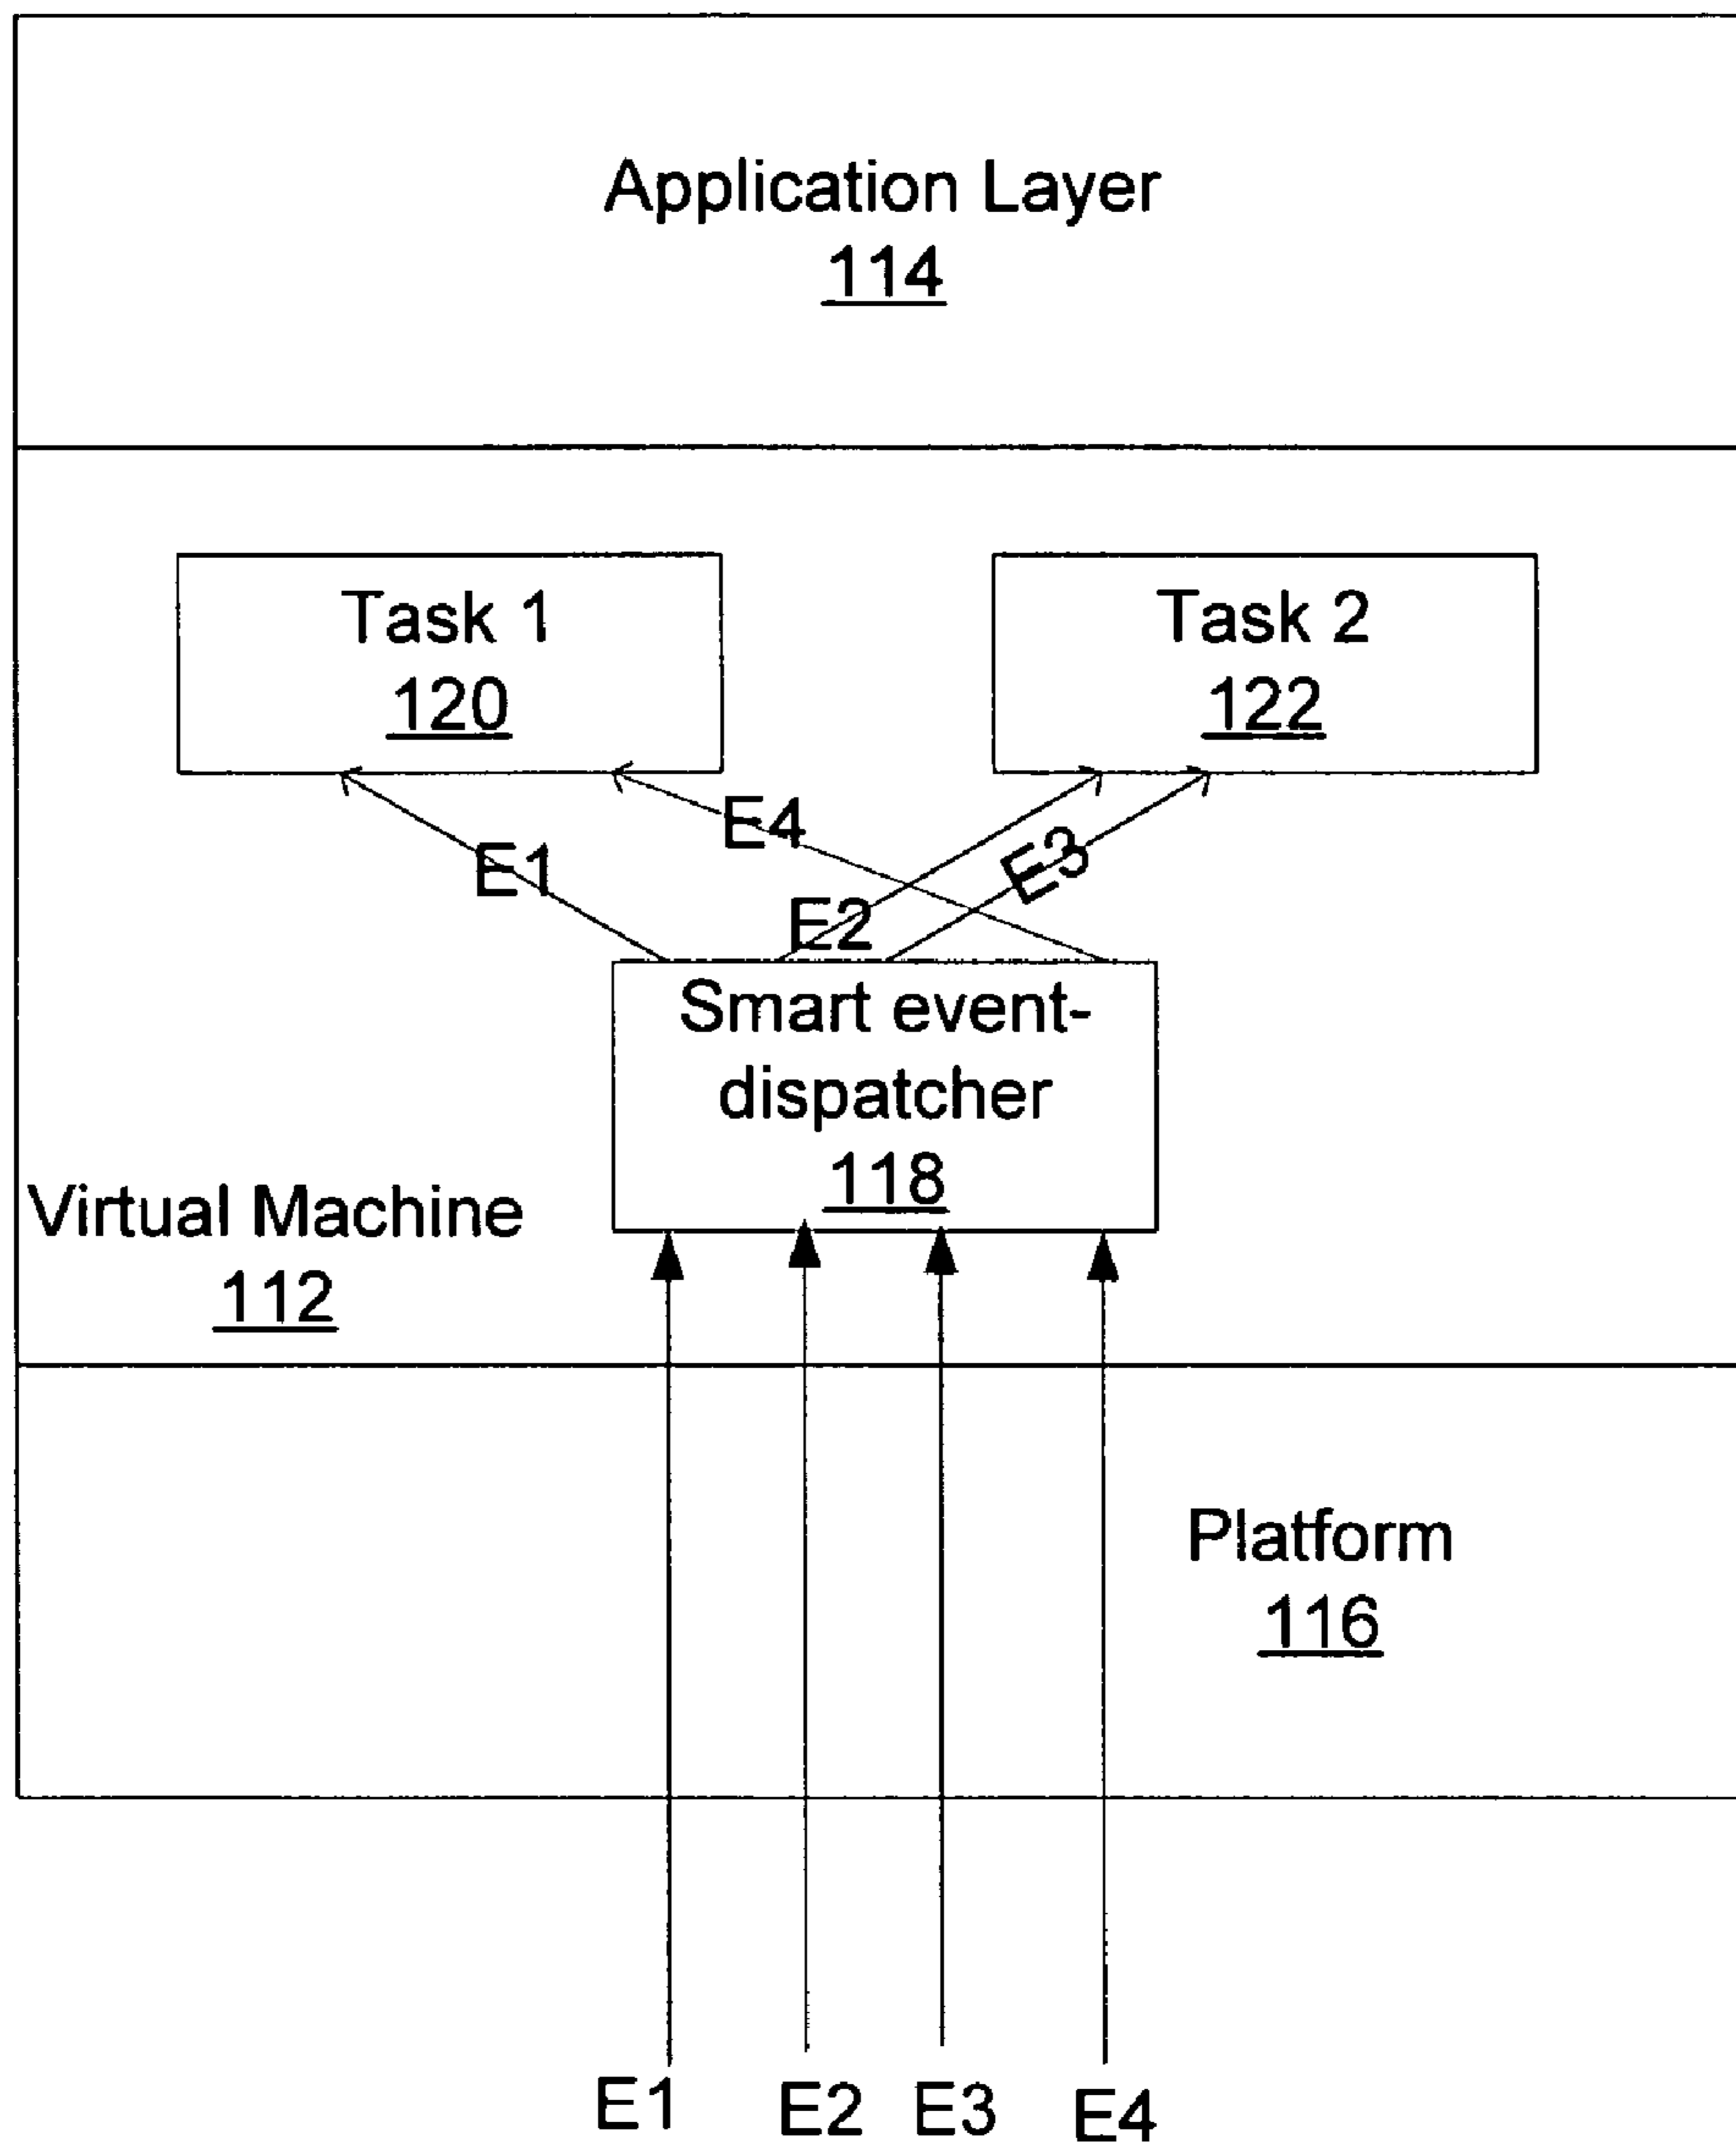 Application Layer
114
Task 1
120
Task 2
122
E4
E1
E3
E2
Smart event-
dispatcher
118
Virtual Machine
112
Platform
116
E1
E2
E3
E4